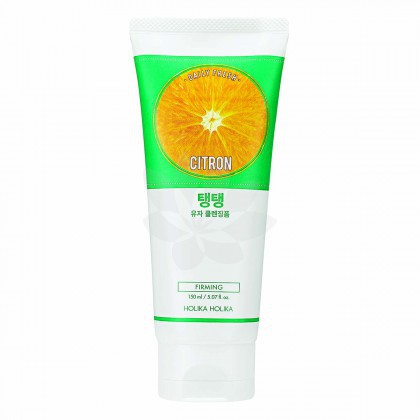 DAILY FRESH
CITRON
탱탱
유자 클렌징폼
FIRMING
150 ml / 5.07 fl. oz.
HOLIKA HOLIKA